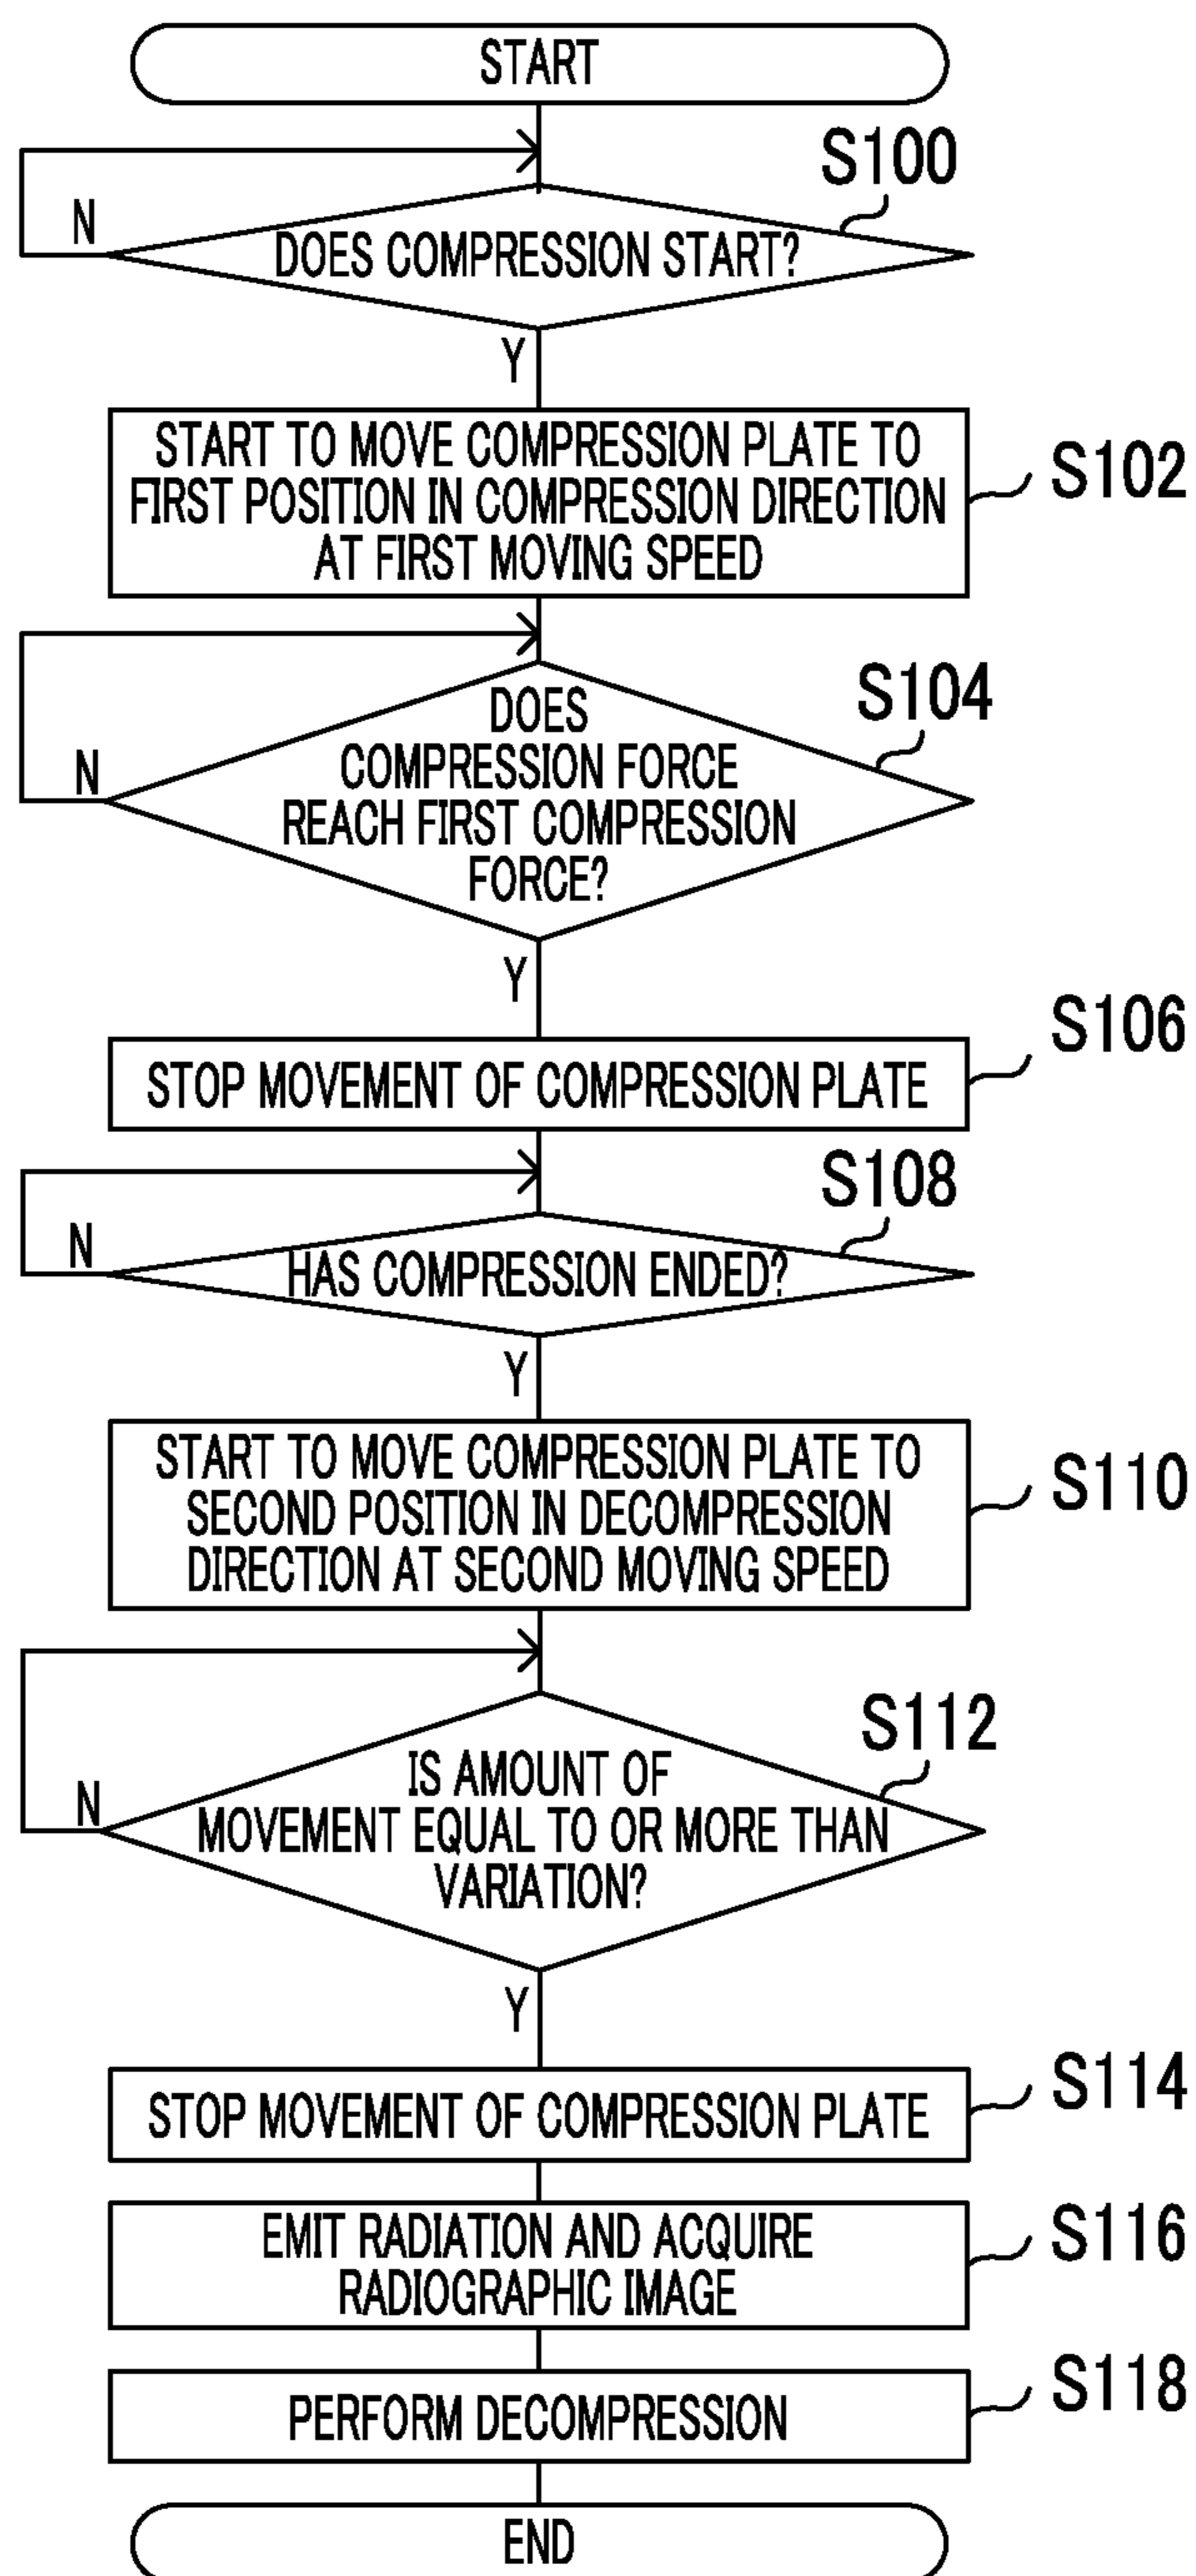 START
S100
N
DOES COMPRESSION START?
Y
START TO MOVE COMPRESSION PLATE TO
FIRST POSITION IN COMPRESSION DIRECTION
AT FIRST MOVING SPEED
S102
S104
DOES
COMPRESSION FORCE
REACH FIRST COMPRESSION
FORCE?
N
Y
S106
STOP MOVEMENT OF COMPRESSION PLATE
S108
N
HAS COMPRESSION ENDED?
Y
START TO MOVE COMPRESSION PLATE TO
SECOND POSITION IN DECOMPRESSION
DIRECTION AT SECOND MOVING SPEED
S110
S112
IS AMOUNT OF
MOVEMENT EQUAL TO OR MORE THAN
VARIATION?
N
Y
S114
STOP MOVEMENT OF COMPRESSION PLATE
EMIT RADIATION AND ACQUIRE
RADIOGRAPHIC IMAGE
S116
S118
PERFORM DECOMPRESSION
END